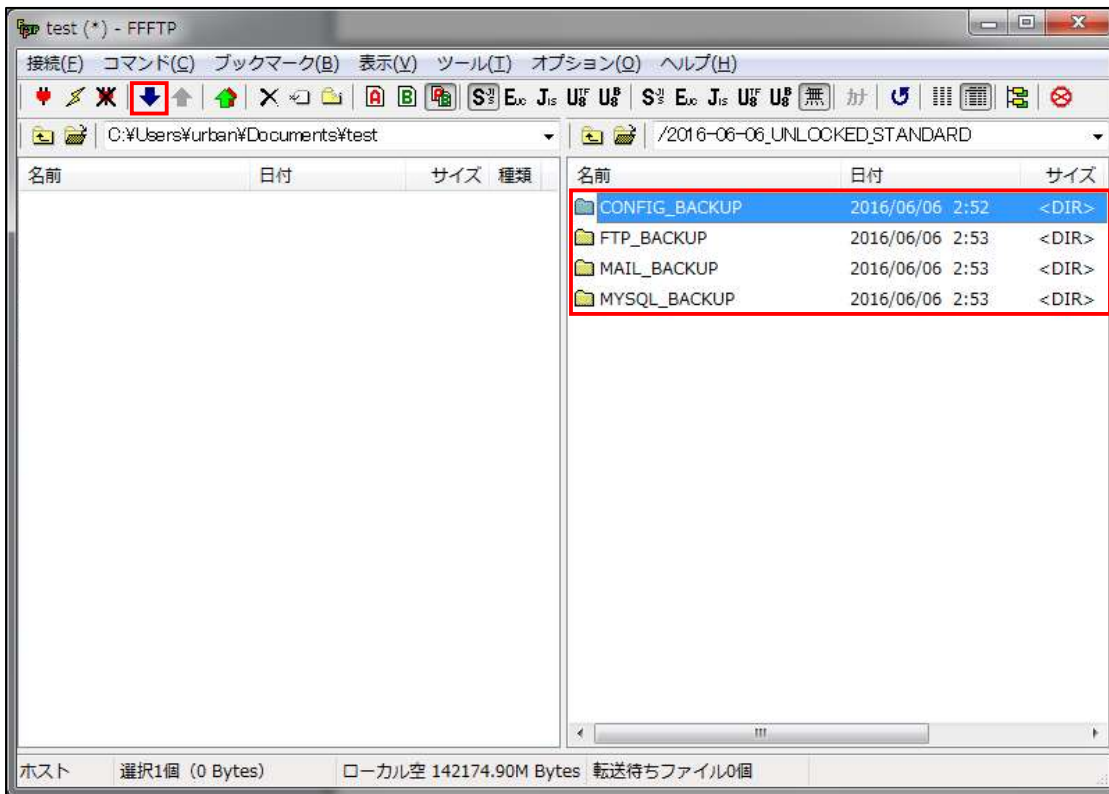 test (*) - FFFTP
接続(F) コマンド(C) ブックマーク(B) 表示(V) ツール(T) オプション(O) ヘルプ(H)
A B S E J U U S E J U U 無 カナ
C:¥Users¥urban¥Documents¥test
/2016-06-06_UNLOCKED_STANDARD
名前 日付 サイズ 種類
名前 日付 サイズ
CONFIG_BACKUP 2016/06/06 2:52 <DIR>
FTP_BACKUP 2016/06/06 2:53 <DIR>
MAIL_BACKUP 2016/06/06 2:53 <DIR>
MYSQL_BACKUP 2016/06/06 2:53 <DIR>
ホスト 選択1個 (0 Bytes) ローカル空 142174.90M Bytes 転送待ちファイル0個